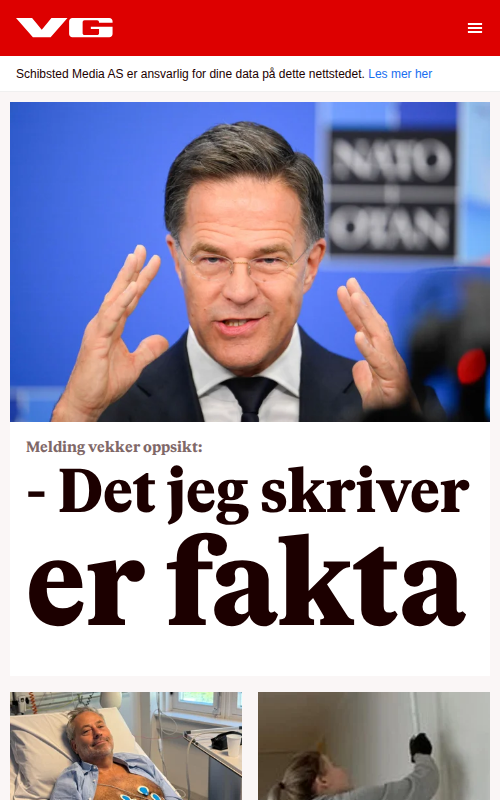 VG
Schibsted Media AS er ansvarlig for dine data på dette nettstedet. Les mer her
NATO
OTAN
Melding vekker oppsikt:
- Det jeg skriver
er fakta